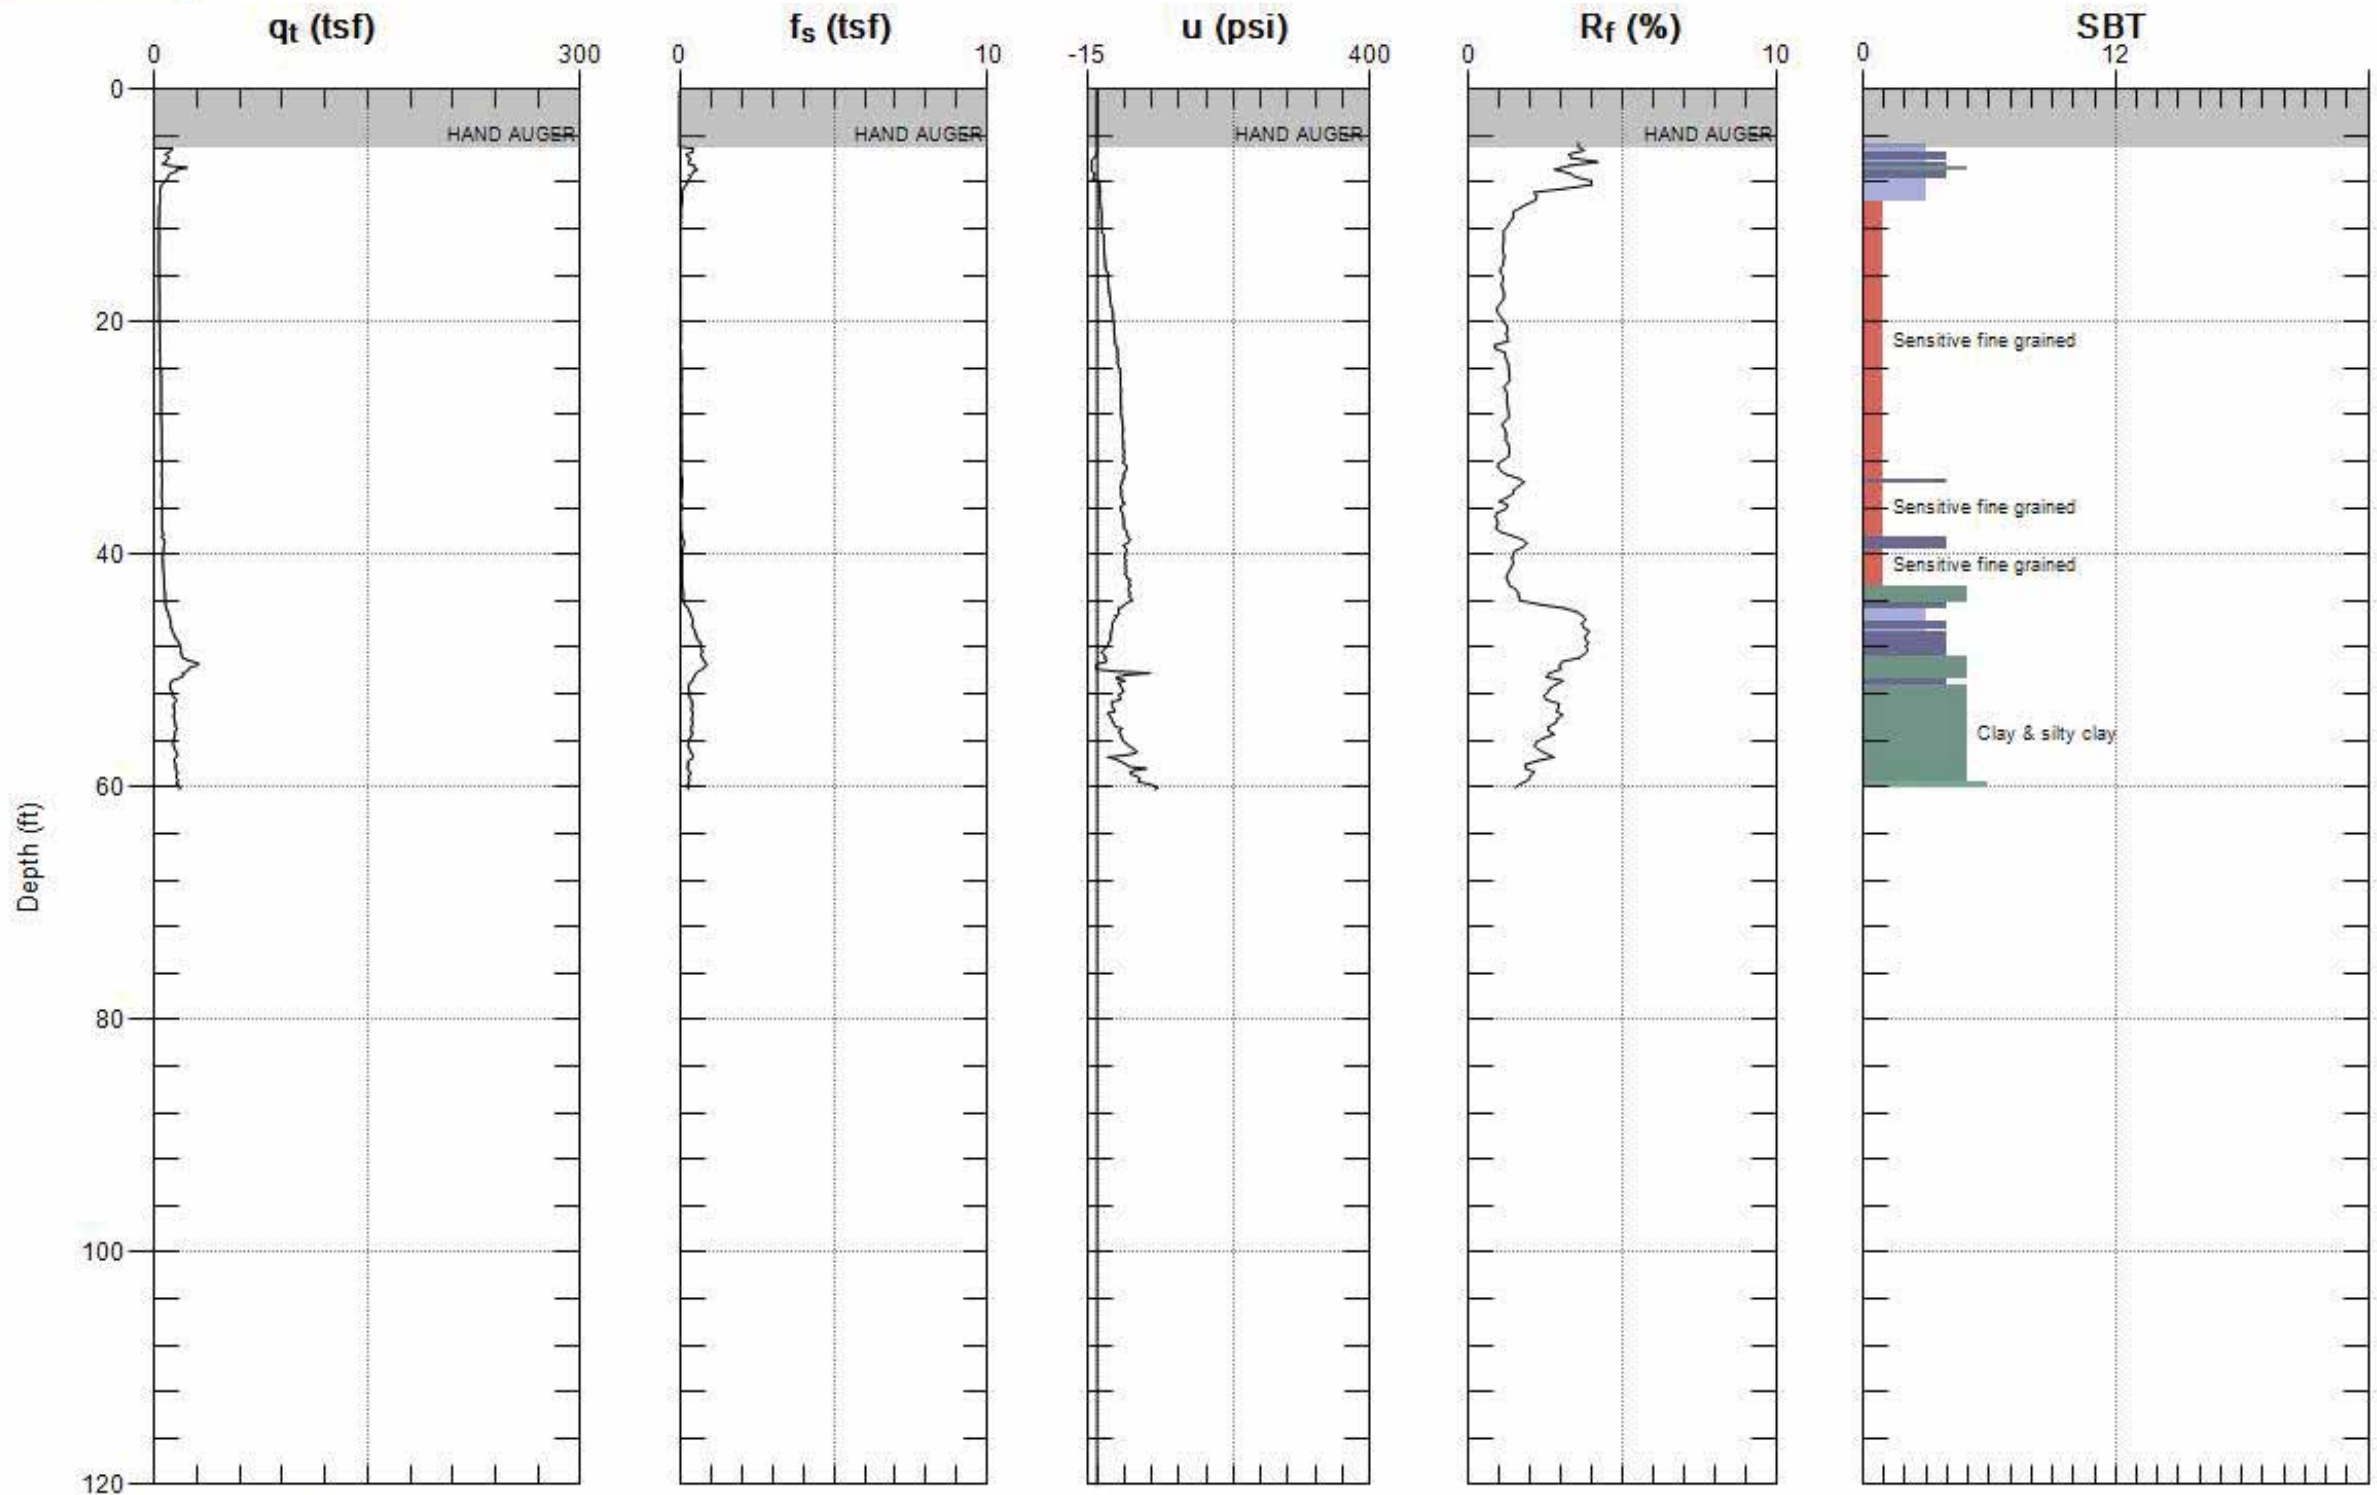 qt (tsf) fs (tsf) u (psi) Rf (%) SBT
0 300 0 10 -15 400 0 10 0 12
0
HAND AUGER HAND AUGER HAND AUGER HAND AUGER
20
Sensitive fine grained
Sensitive fine grained
40
Sensitive fine grained
Clay & silty clay
60
Depth (ft)
80
100
120